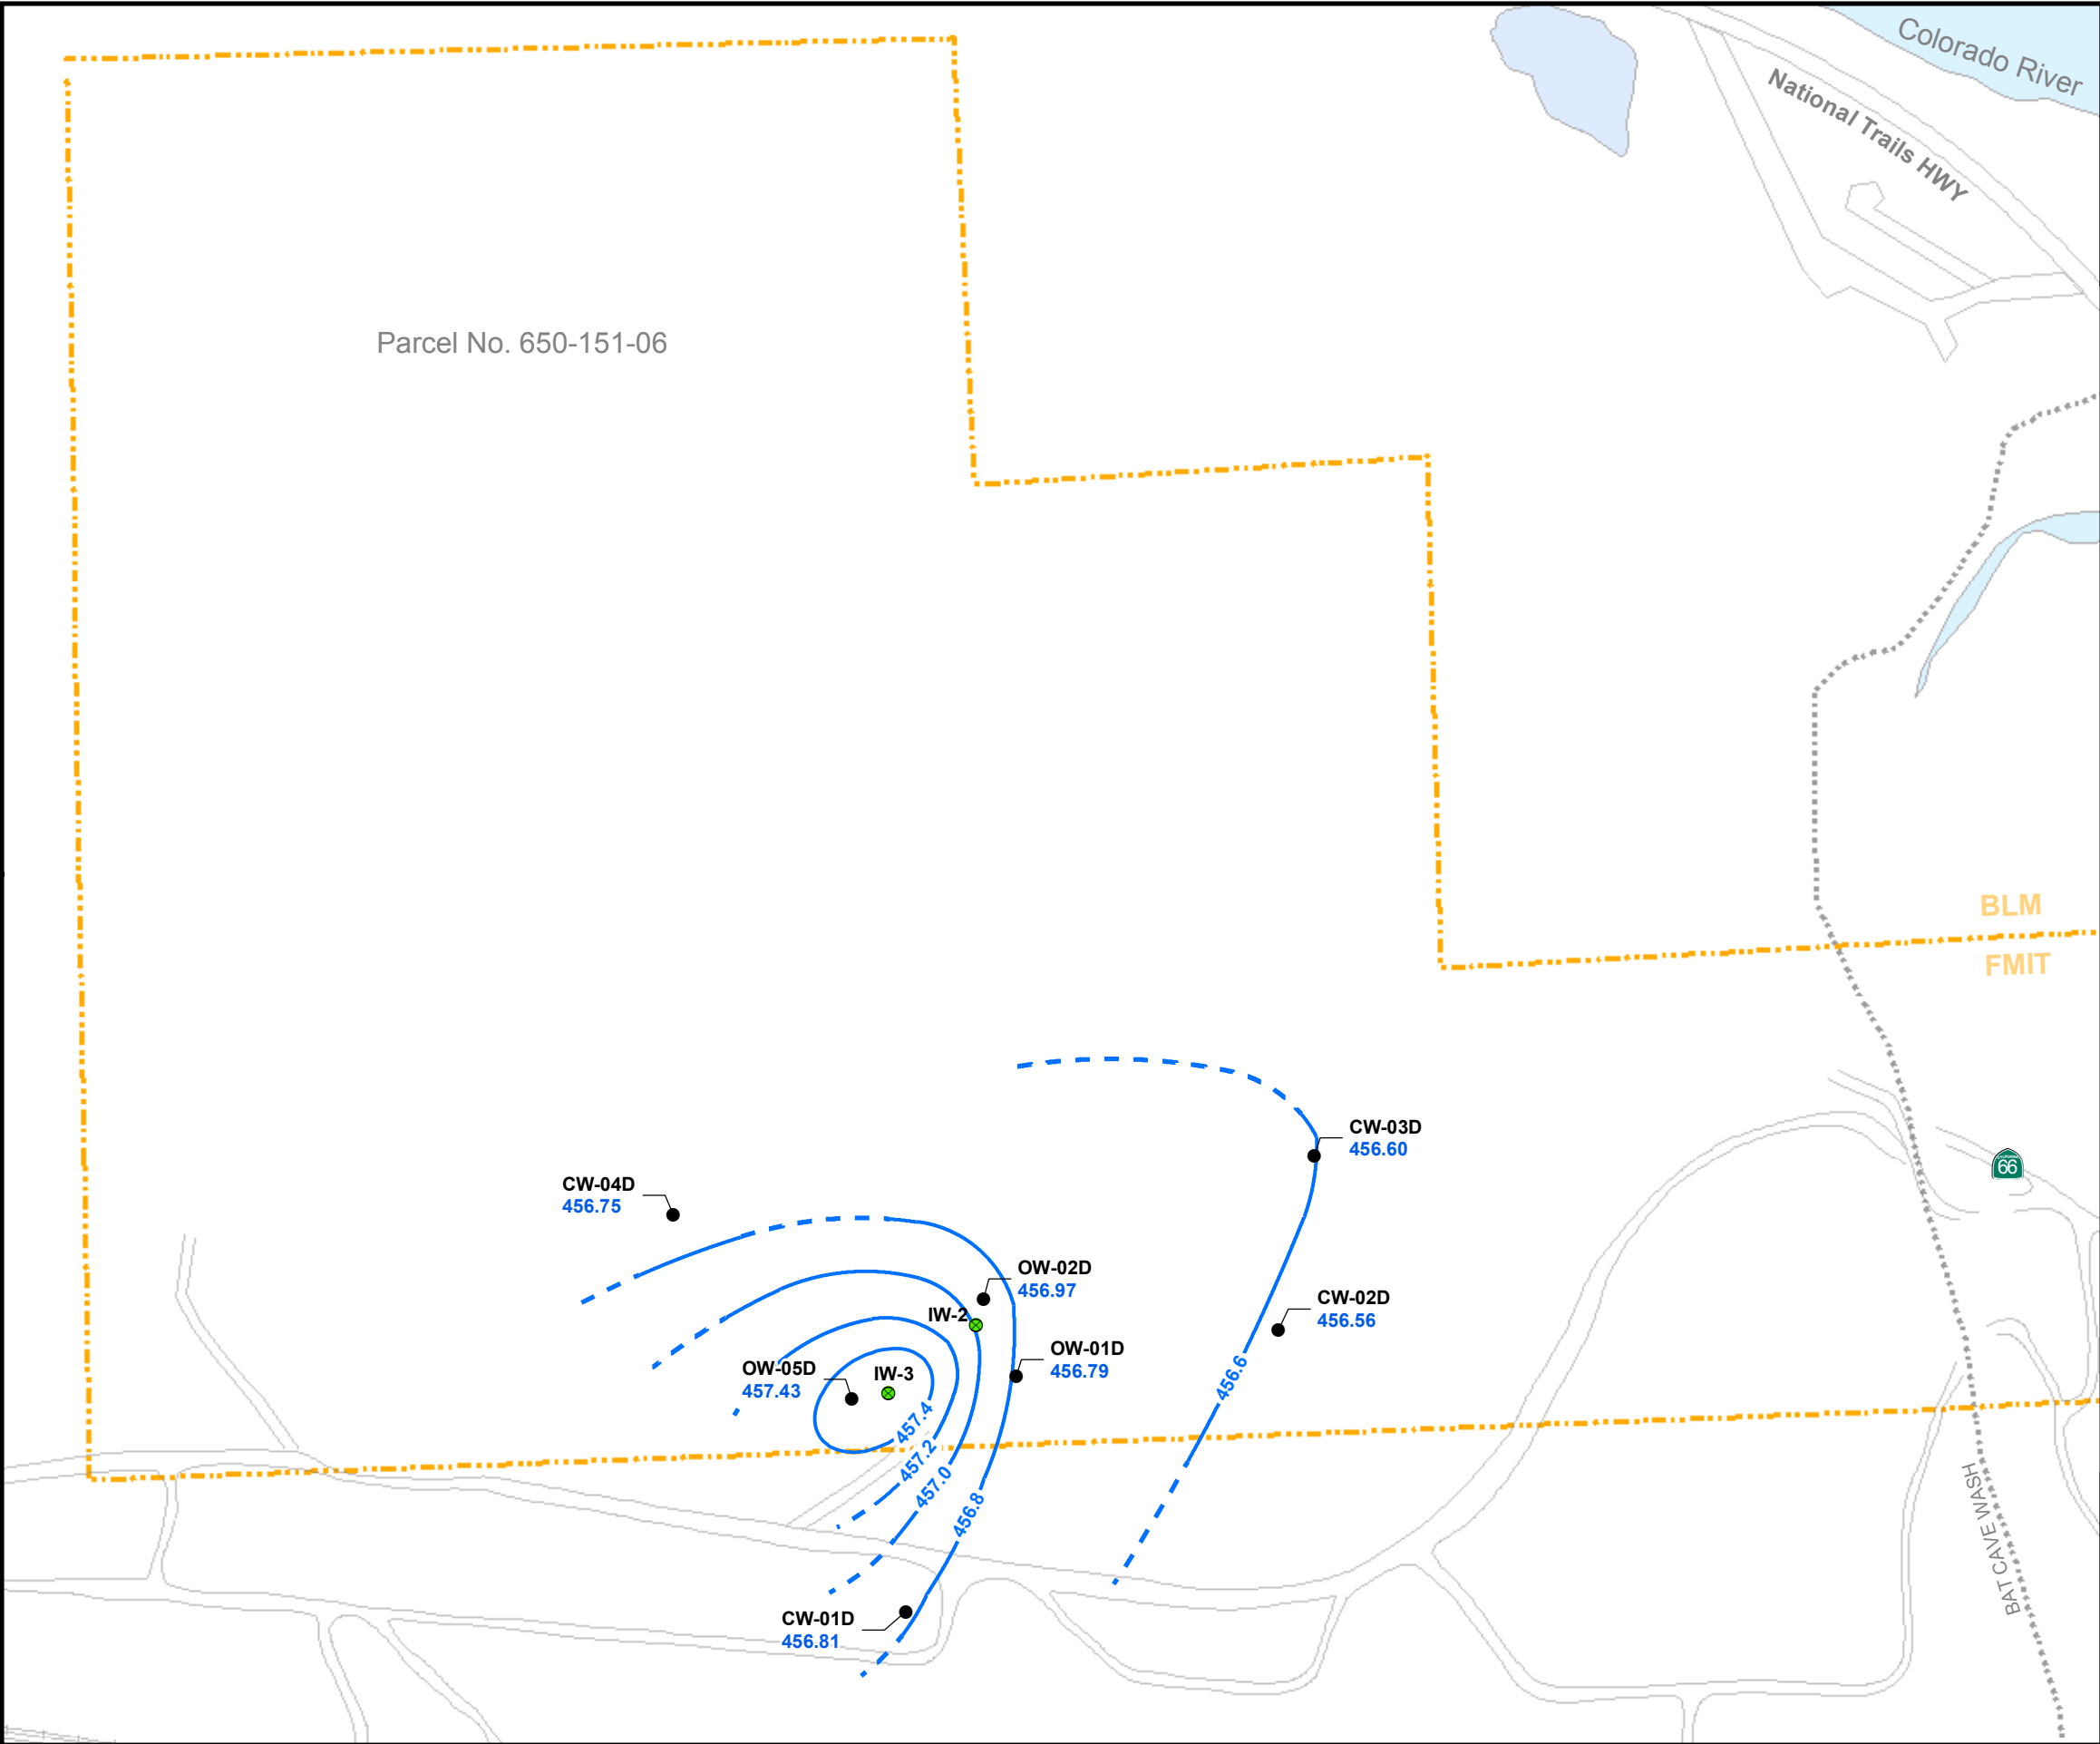 Colorado River
National Trails HWY
Parcel No. 650-151-06
BLM
FMIT
CW-03D
456.60
66
CW-04D
456.75
OW-02D
456.97
IW-2
CW-02D
456.56
OW-01D
456.79
OW-05D
457.43
IW-3
456.6
457.4
457.2
457.0
456.8
BAT CAVE WASH
CW-01D
456.81